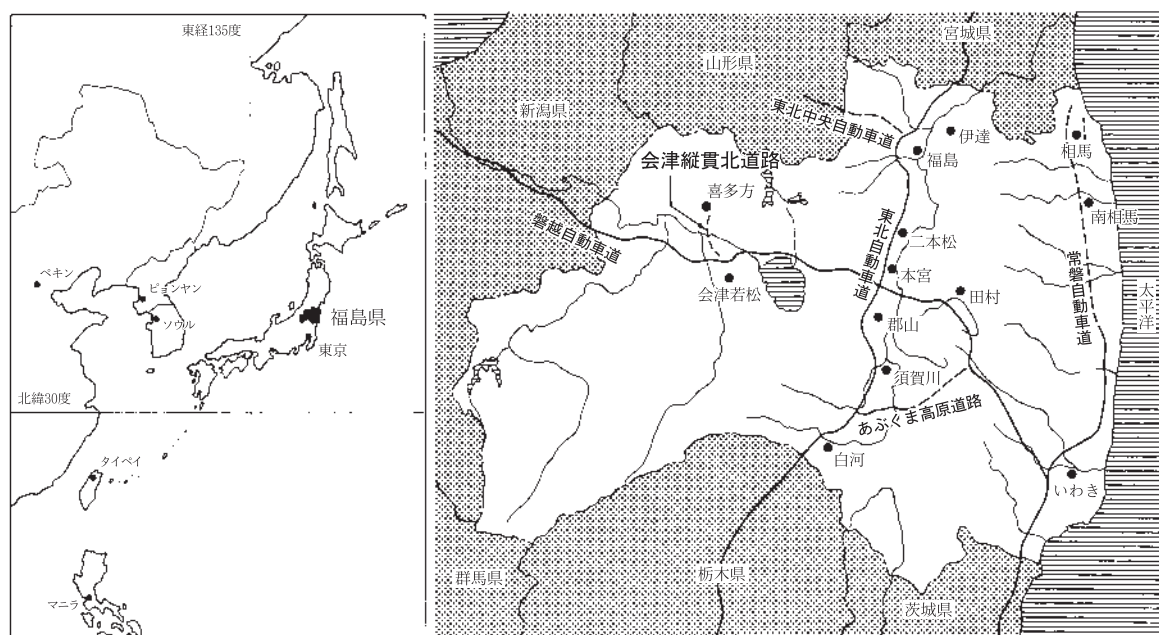 東経135度
ペキン
ピョンヤン
ソウル
福島県
東京
北緯30度
タイペイ
マニラ
宮城県
山形県
新潟県
東北中央自動車道
伊達
福島
相馬
会津縦貫北道路
喜多方
南相馬
磐越自動車道
東北自動車道
二本松
本宮
常磐自動車道
会津若松
田村
太平洋
郡山
須賀川
あぶくま高原道路
白河
いわき
群馬県
栃木県
茨城県